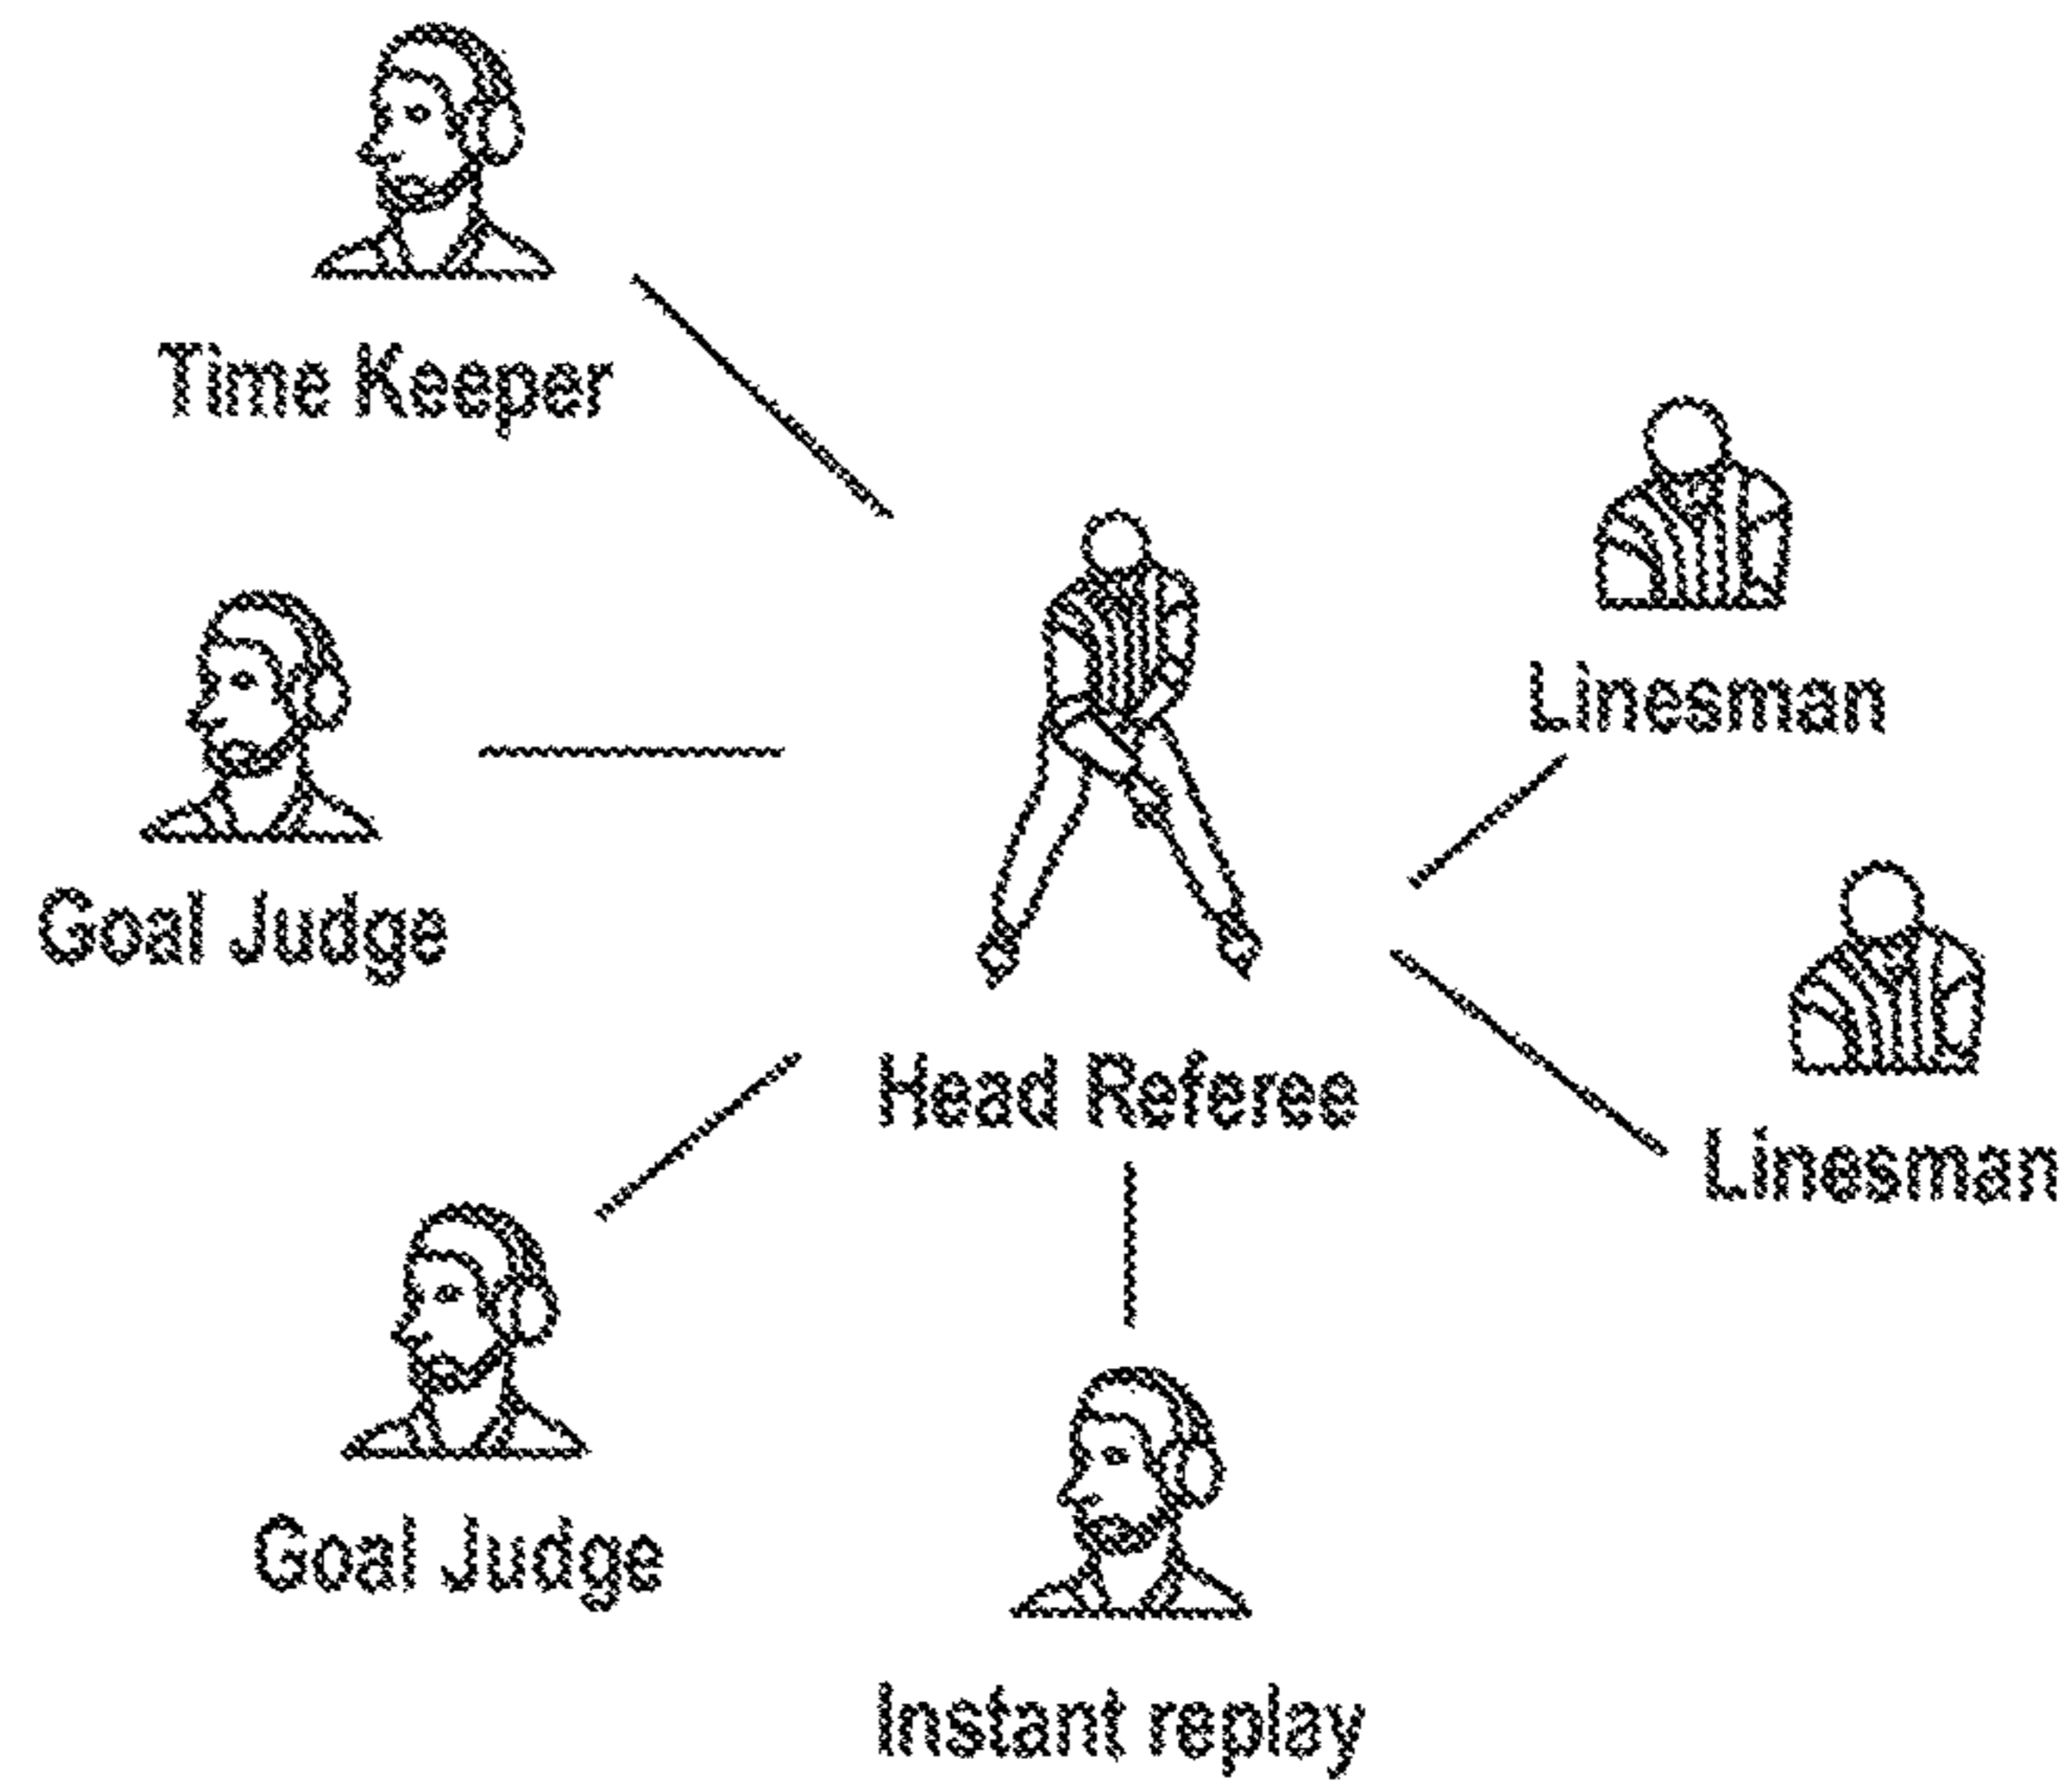 Time Keeper
Linesman
Goal Judge
Head Referee
Linesman
Goal Judge
Instant replay